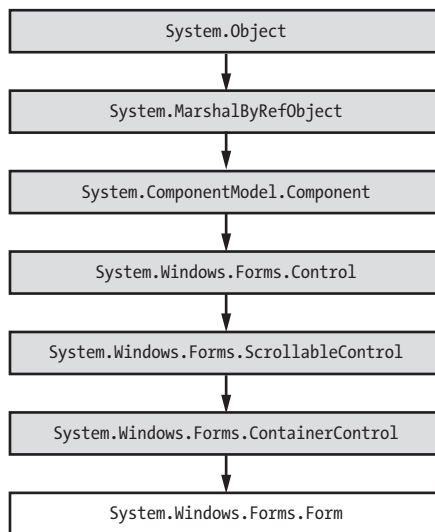 System.Object
System.MarshalByRefObject
System.ComponentModel.Component
System.Windows.Forms.Control
System.Windows.Forms.ScrollableControl
System.Windows.Forms.ContainerControl
System.Windows.Forms.Form